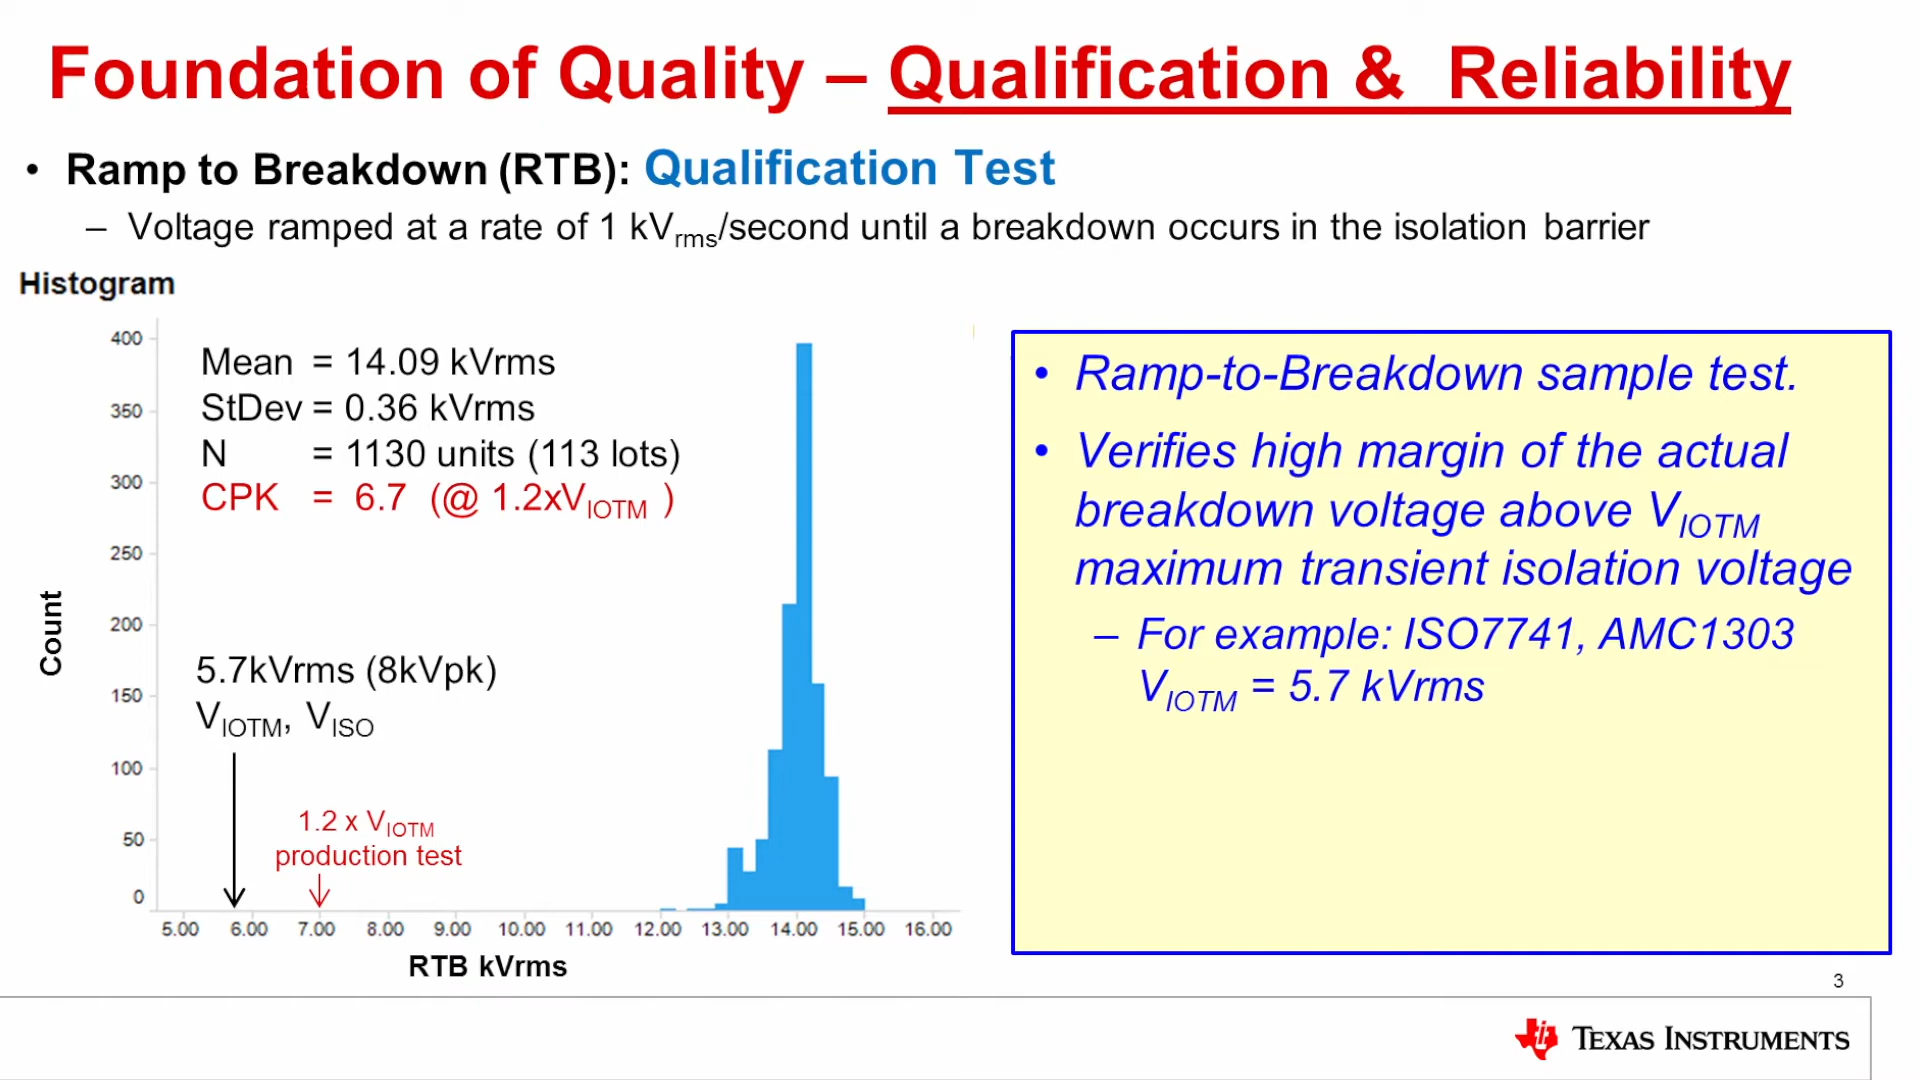 Foundation of Quality – Qualification & Reliability
• Ramp to Breakdown (RTB): Qualification Test
– Voltage ramped at a rate of 1 kVrms/second until a breakdown occurs in the isolation barrier
Histogram
400
350
300
250
200
150
100
50
0
Count
Mean = 14.09 kVrms
StDev = 0.36 kVrms
N = 1130 units (113 lots)
CPK = 6.7 (@ 1.2xVIOTM )
5.7kVrms (8kVpk)
VIOTM, VISO
1.2 x VIOTM
production test
5.00 6.00 7.00 8.00 9.00 10.00 11.00 12.00 13.00 14.00 15.00 16.00
RTB kVrms
• Ramp-to-Breakdown sample test.
• Verifies high margin of the actual
breakdown voltage above VIOTM
maximum transient isolation voltage
– For example: ISO7741, AMC1303
VIOTM = 5.7 kVrms
3
TEXAS INSTRUMENTS